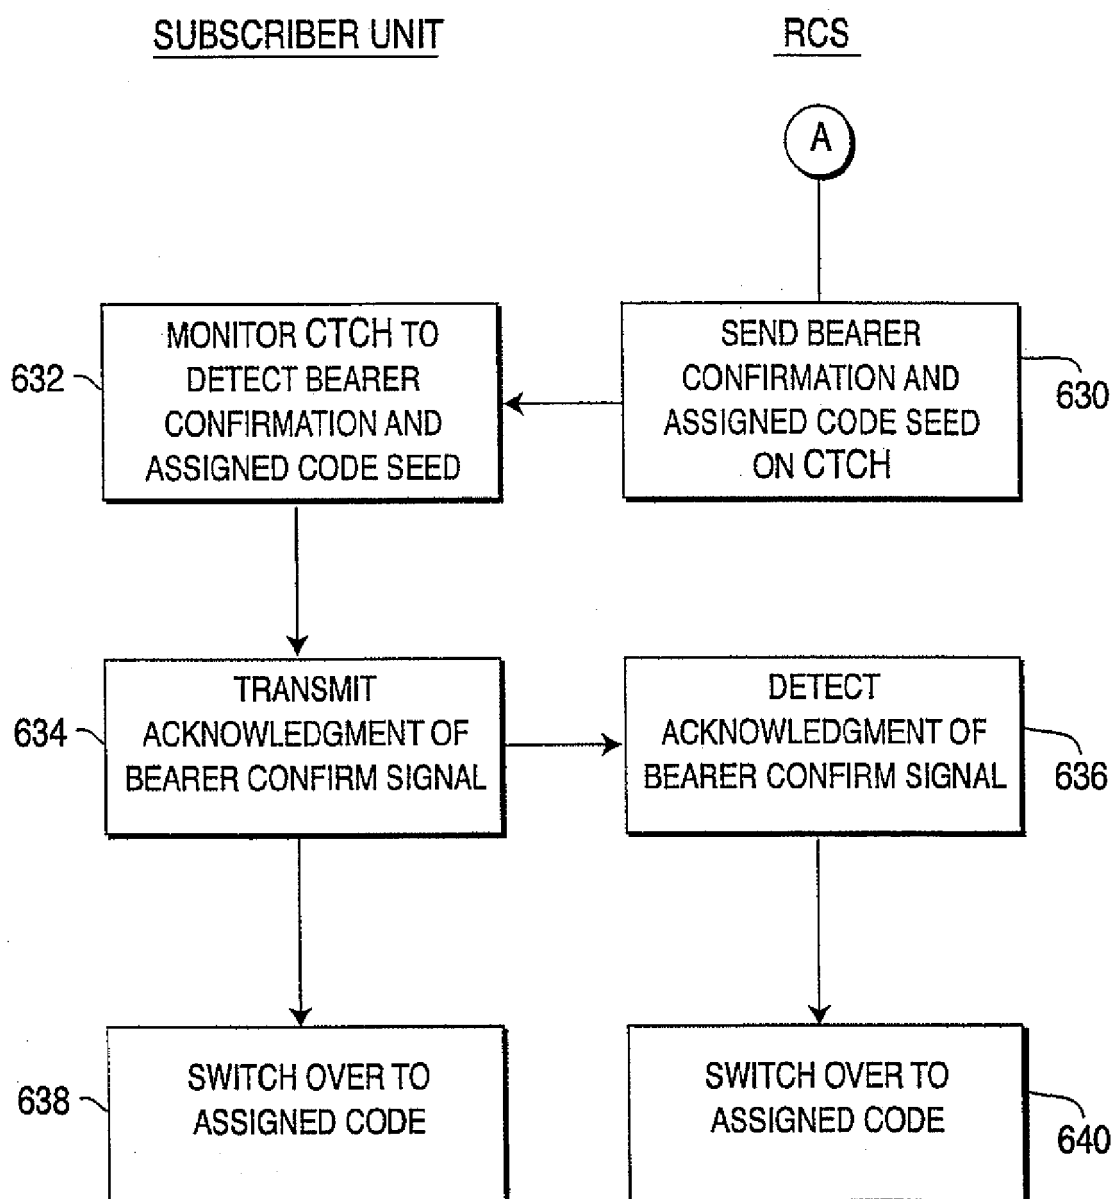 SUBSCRIBER UNIT
RCS
A
632
MONITOR CTCH TO
DETECT BEARER
CONFIRMATION AND
ASSIGNED CODE SEED
SEND BEARER
CONFIRMATION AND
ASSIGNED CODE SEED
ON CTCH
630
634
TRANSMIT
ACKNOWLEDGMENT OF
BEARER CONFIRM SIGNAL
DETECT
ACKNOWLEDGMENT OF
BEARER CONFIRM SIGNAL
636
638
SWITCH OVER TO
ASSIGNED CODE
SWITCH OVER TO
ASSIGNED CODE
640